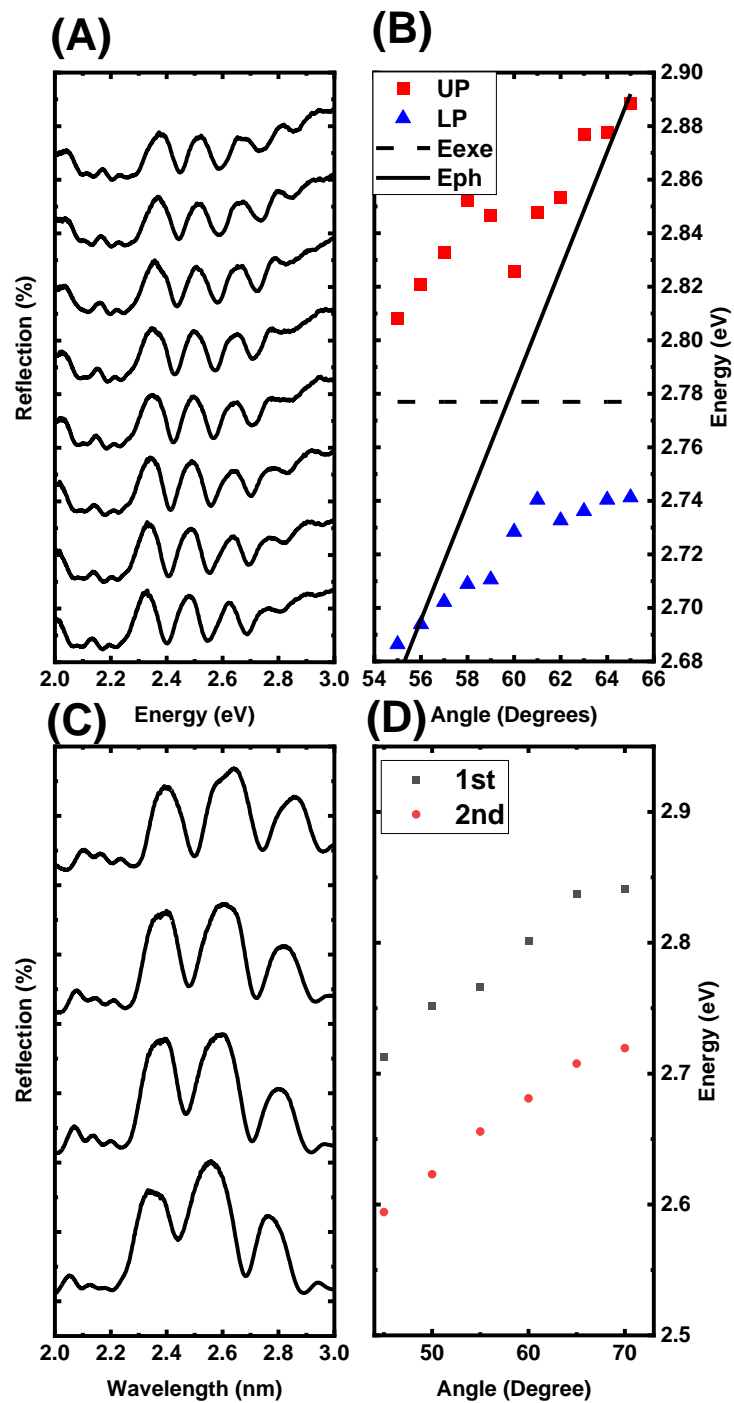 (A)
Reflection (%)
2.0 2.2 2.4 2.6 2.8 3.0
Energy (eV)
(B)
UP
LP
Eexe
Eph
2.90
2.88
2.86
2.84
2.82
2.80
2.78
2.76
2.74
2.72
2.70
2.68
Energy (eV)
54 56 58 60 62 64 66
Angle (Degrees)
(C)
Reflection (%)
2.0 2.2 2.4 2.6 2.8 3.0
Wavelength (nm)
(D)
1st
2nd
2.9
2.8
2.7
2.6
2.5
Energy (eV)
50 60 70
Angle (Degree)